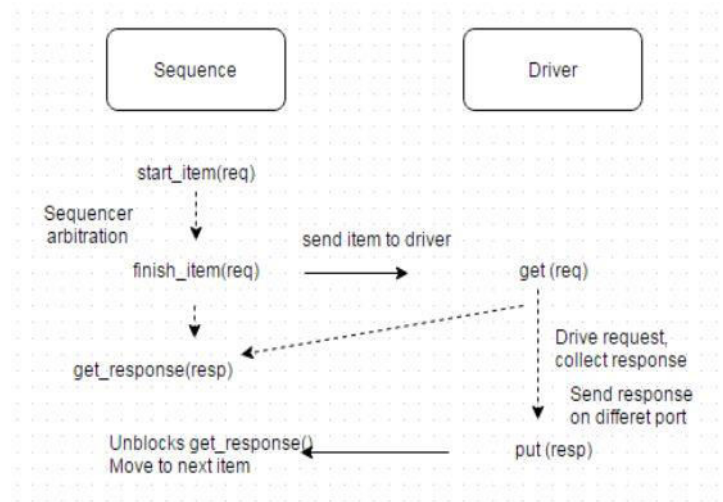 Sequence
Driver
start_item(req)
Sequencer
arbitration
send item to driver
finish_item(req)
get (req)
Drive request,
collect response
get_response(resp)
Send response
on differet port
Unblocks get_response()
Move to next item
put (resp)